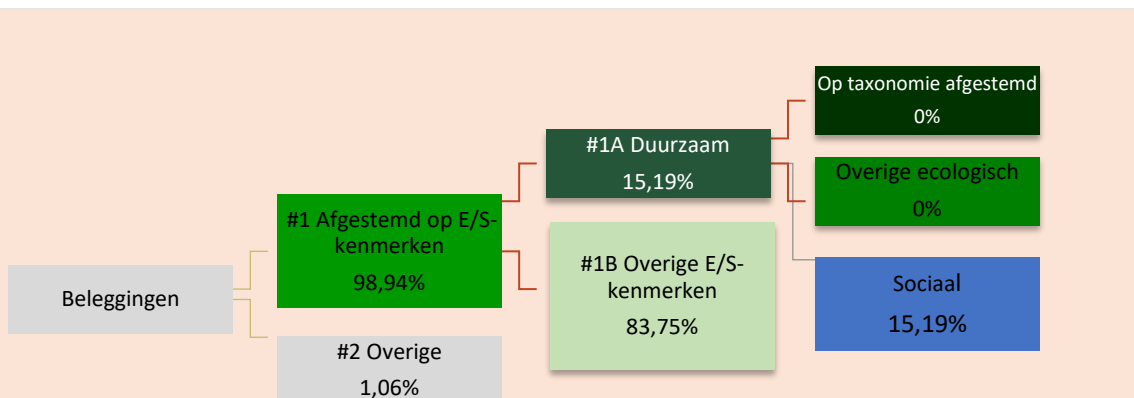 Beleggingen
#1 Afgestemd op E/S-
kenmerken
98,94%
#2 Overige
1,06%
#1A Duurzaam
15,19%
#1B Overige E/S-
kenmerken
83,75%
Op taxonomie afgestemd
0%
Overige ecologisch
0%
Sociaal
15,19%